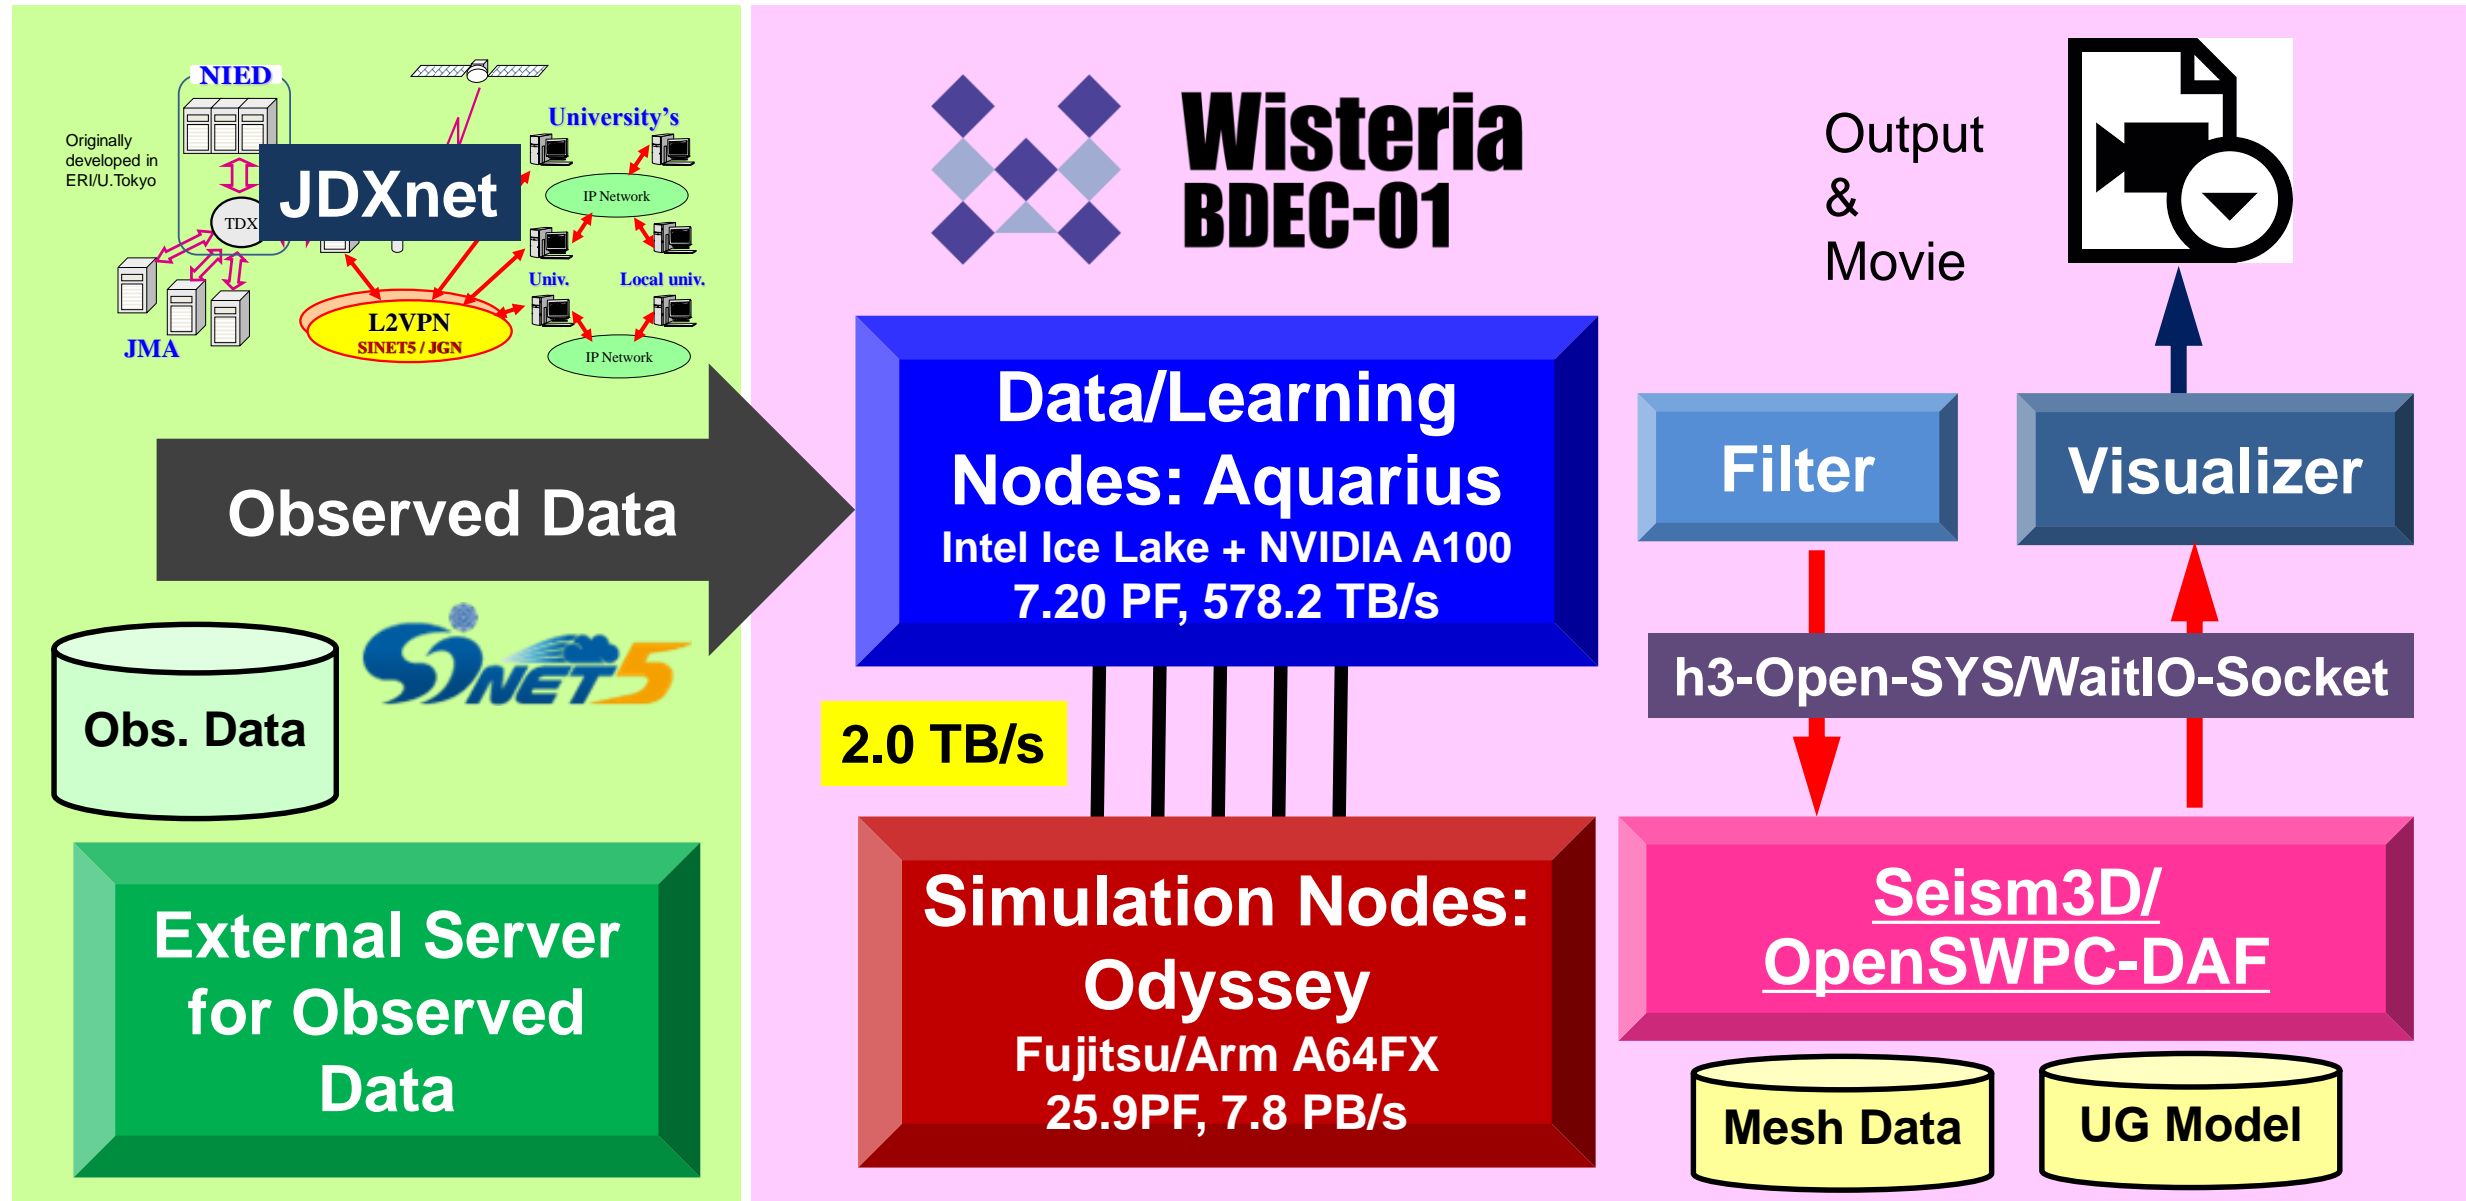 NIED
Originally
developed in
ERI/U.Tokyo
JDXnet
TDX
JMA
University's
IP Network
Univ.
Local univ.
L2VPN
SINET5 / JGN
IP Network
Observed Data
Obs. Data
SINET5
External Server
for Observed
Data
Wisteria
BDEC-01
Data/Learning
Nodes: Aquarius
Intel Ice Lake + NVIDIA A100
7.20 PF, 578.2 TB/s
2.0 TB/s
Simulation Nodes:
Odyssey
Fujitsu/Arm A64FX
25.9PF, 7.8 PB/s
Output
&
Movie
Filter
Visualizer
h3-Open-SYS/WaitIO-Socket
Seism3D/
OpenSWPC-DAF
Mesh Data
UG Model